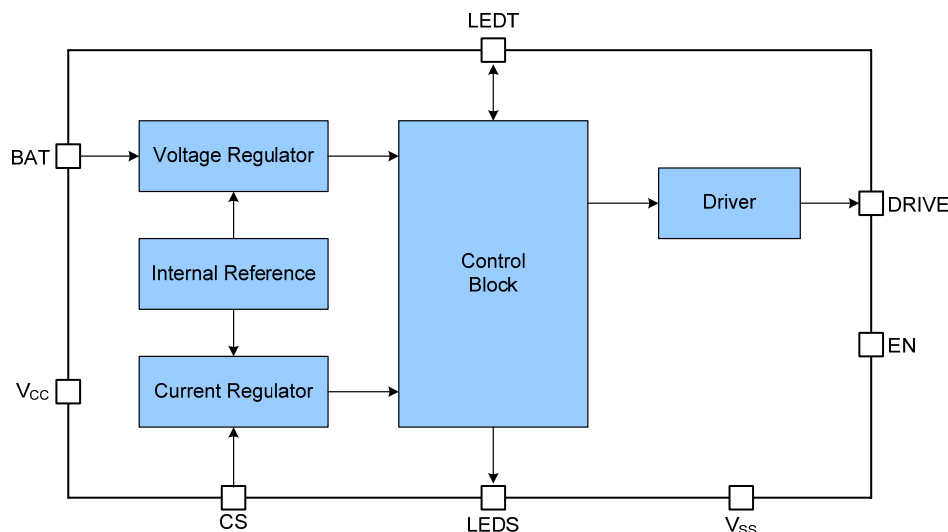 LEDT
BAT
Voltage Regulator
Driver
DRIVE
Internal Reference
Control
Block
EN
VCC
Current Regulator
CS
LEDS
VSS